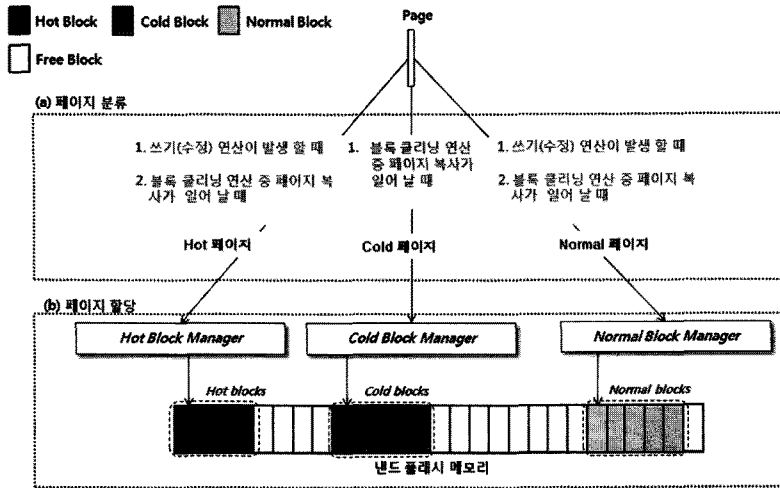 Hot Block
Cold Block
Normal Block
Free Block
Page
(a) 페이지 분류
1. 쓰기(수정) 연산이 발생 할 때
2. 블록 클리닝 연산 중 페이지 복
사가 일어 날 때
1. 블록 클리닝 연산
중 페이지 복사가
일어 날 때
1. 쓰기(수정) 연산이 발생 할 때
2. 블록 클리닝 연산 중 페이지 복
사가 일어 날 때
Hot 페이지
Cold 페이지
Normal 페이지
(b) 페이지 할당
Hot Block Manager
Cold Block Manager
Normal Block Manager
Hot blocks
Cold blocks
Normal blocks
낸드 플래시 메모리